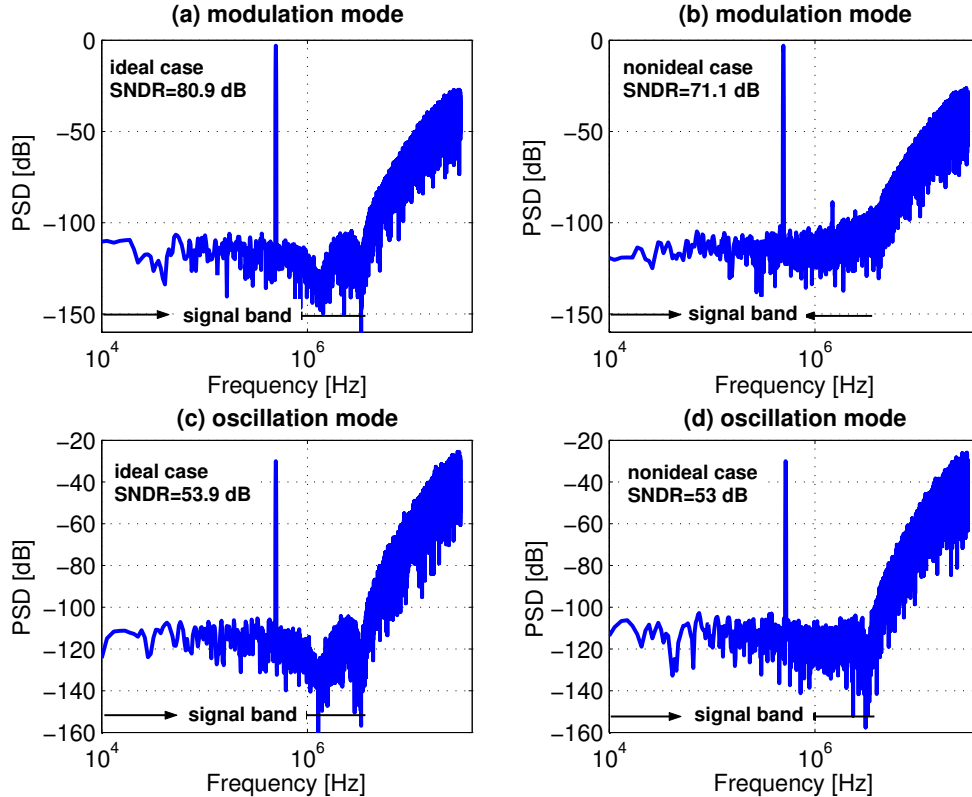 (a) modulation mode
ideal case
SNDR=80.9 dB
0
−50
−100
−150
PSD [dB]
signal band
10^4
10^6
Frequency [Hz]
(b) modulation mode
nonideal case
SNDR=71.1 dB
0
−50
−100
−150
PSD [dB]
signal band
10^4
10^6
Frequency [Hz]
(c) oscillation mode
ideal case
SNDR=53.9 dB
−20
−40
−60
−80
−100
−120
−140
−160
PSD [dB]
signal band
10^4
10^6
Frequency [Hz]
(d) oscillation mode
nonideal case
SNDR=53 dB
−20
−40
−60
−80
−100
−120
−140
−160
PSD [dB]
signal band
10^4
10^6
Frequency [Hz]